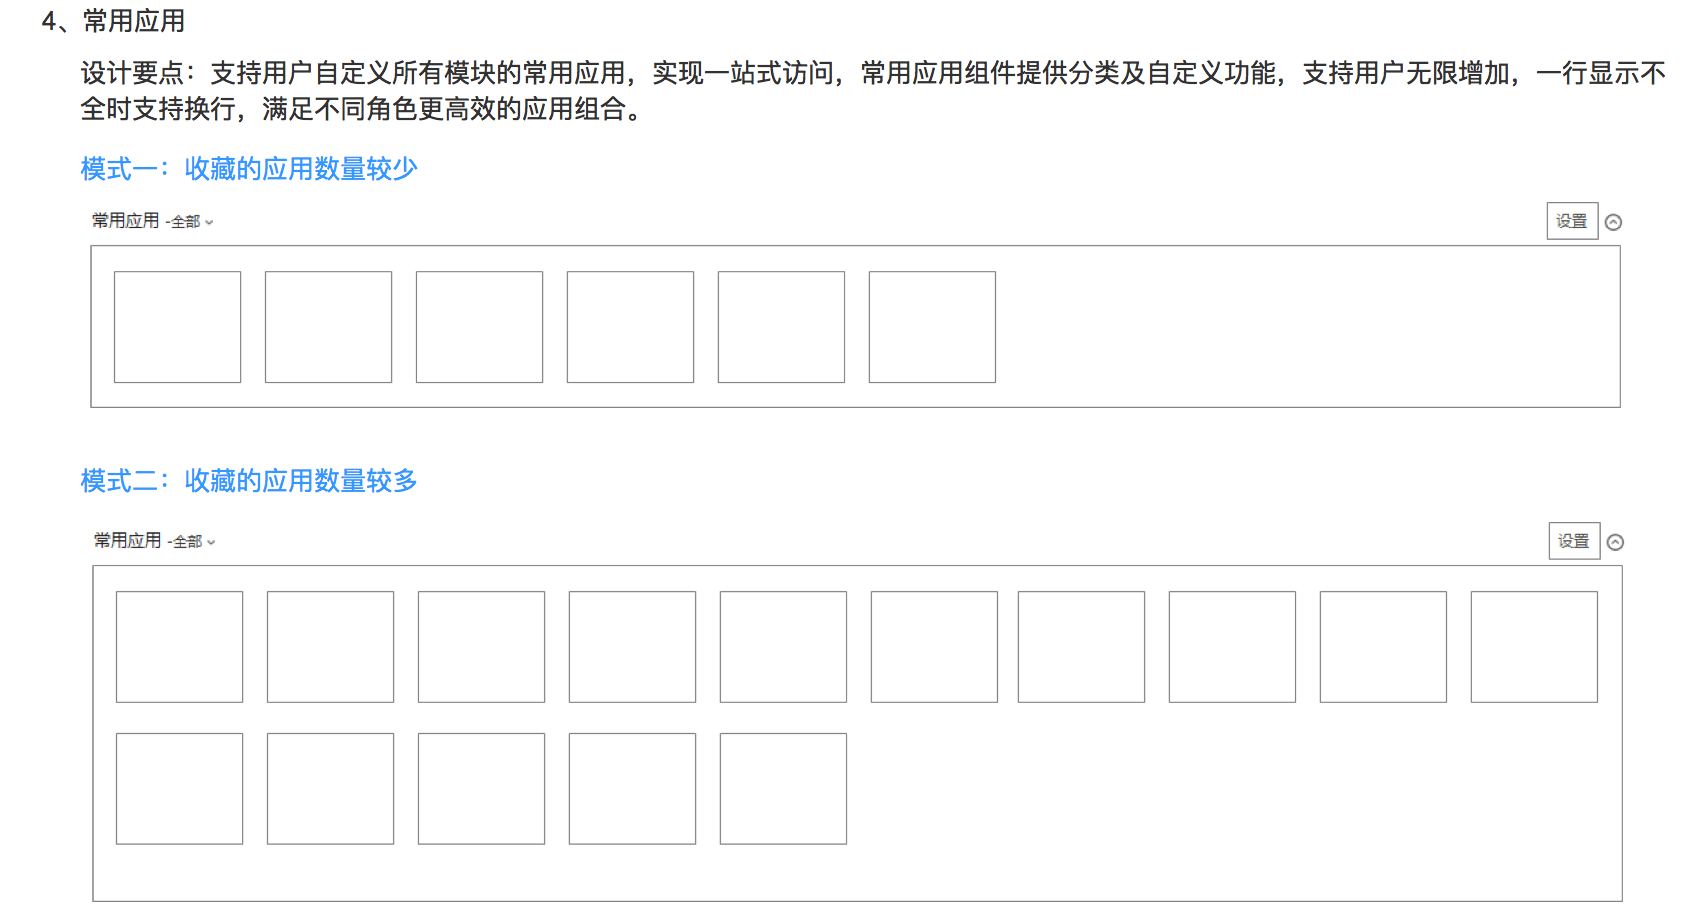 4、常用应用
设计要点：支持用户自定义所有模块的常用应用，实现一站式访问，常用应用组件提供分类及自定义功能，支持用户无限增加，一行显示不
全时支持换行，满足不同角色更高效的应用组合。
模式一：收藏的应用数量较少
常用应用 -全部
设置
模式二：收藏的应用数量较多
常用应用 -全部
设置